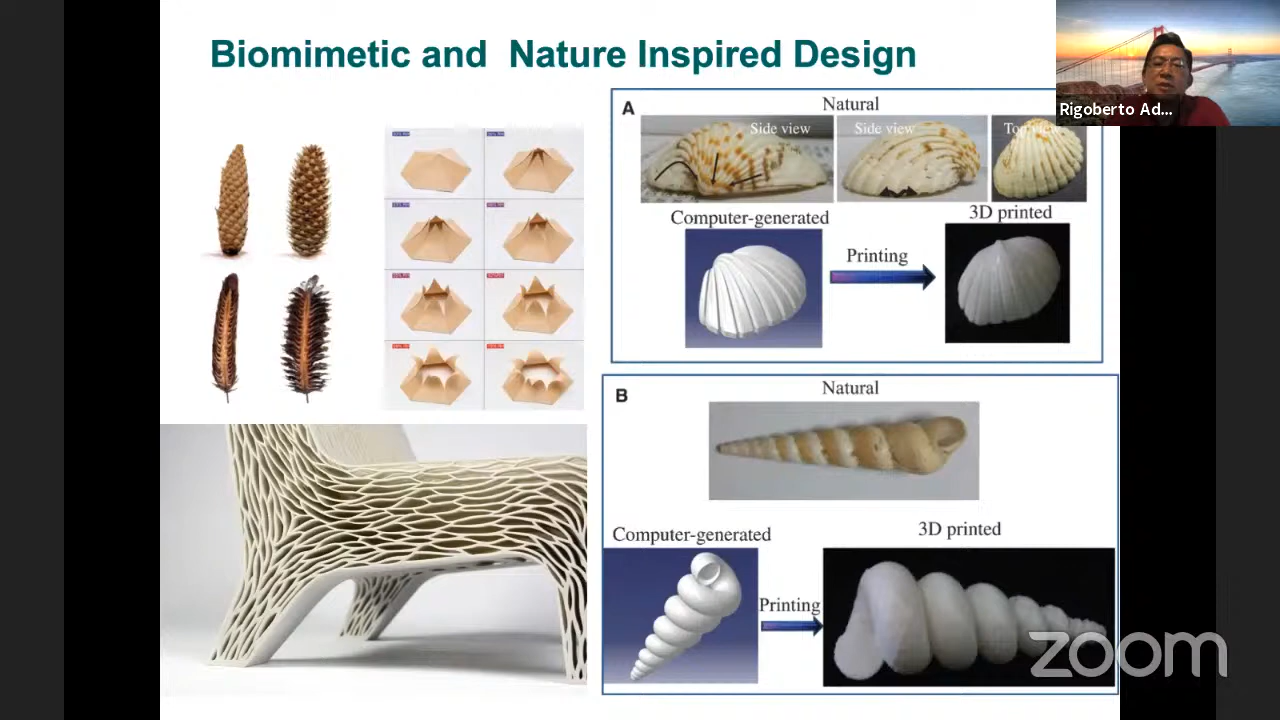 Biomimetic and Nature Inspired Design
Rigoberto Ad...
A
Natural
Side view
Side view
Top view
Computer-generated
3D printed
Printing
B
Natural
Computer-generated
3D printed
Printing
zoom